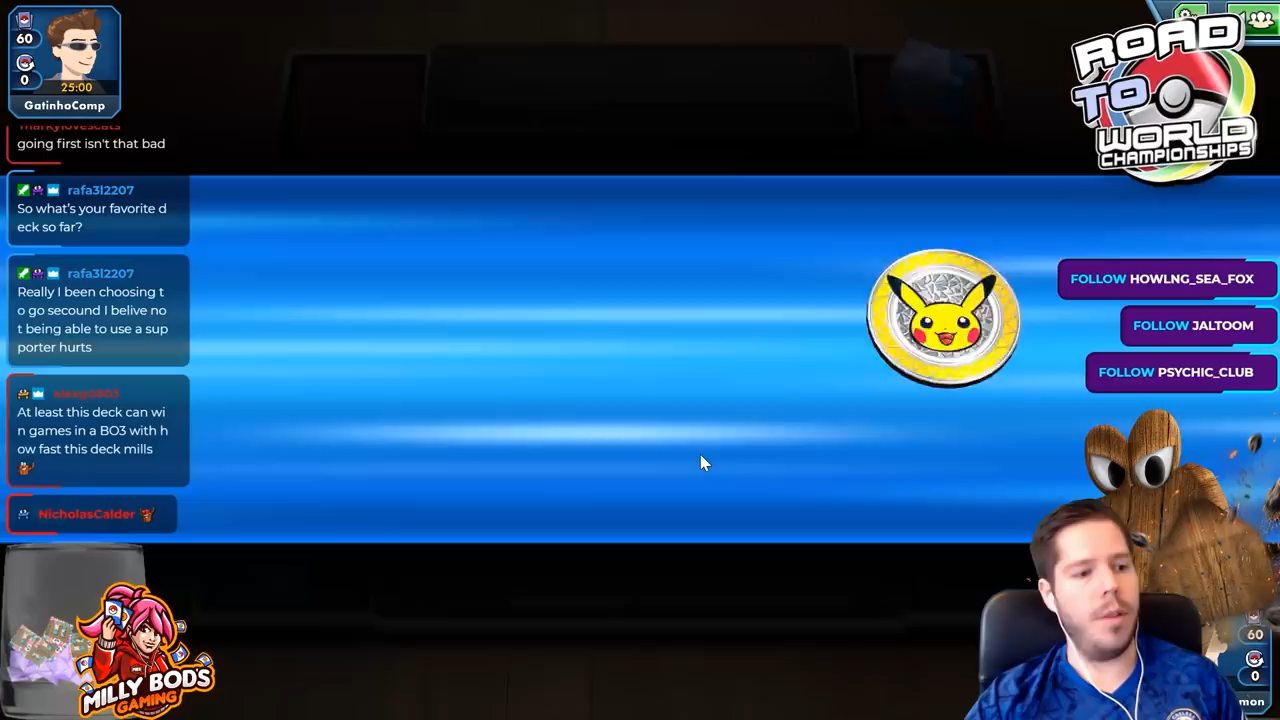 60
0
25:00
GatinhoComp
markylovescats
going first isn't that bad
rafa3l2207
So what's your favorite d
eck so far?
rafa3l2207
Really I been choosing t
o go secound I belive no
t being able to use a sup
porter hurts
At least this deck can wi
n games in a BO3 with h
ow fast this deck mills
NicholasCalder
MILLY BOD'S
GAMING
ROAD
TO
WORLD
CHAMPIONSHIPS
FOLLOW HOWLNG_SEA_FOX
FOLLOW JALTOOM
FOLLOW PSYCHIC_CLUB
60
0
mon